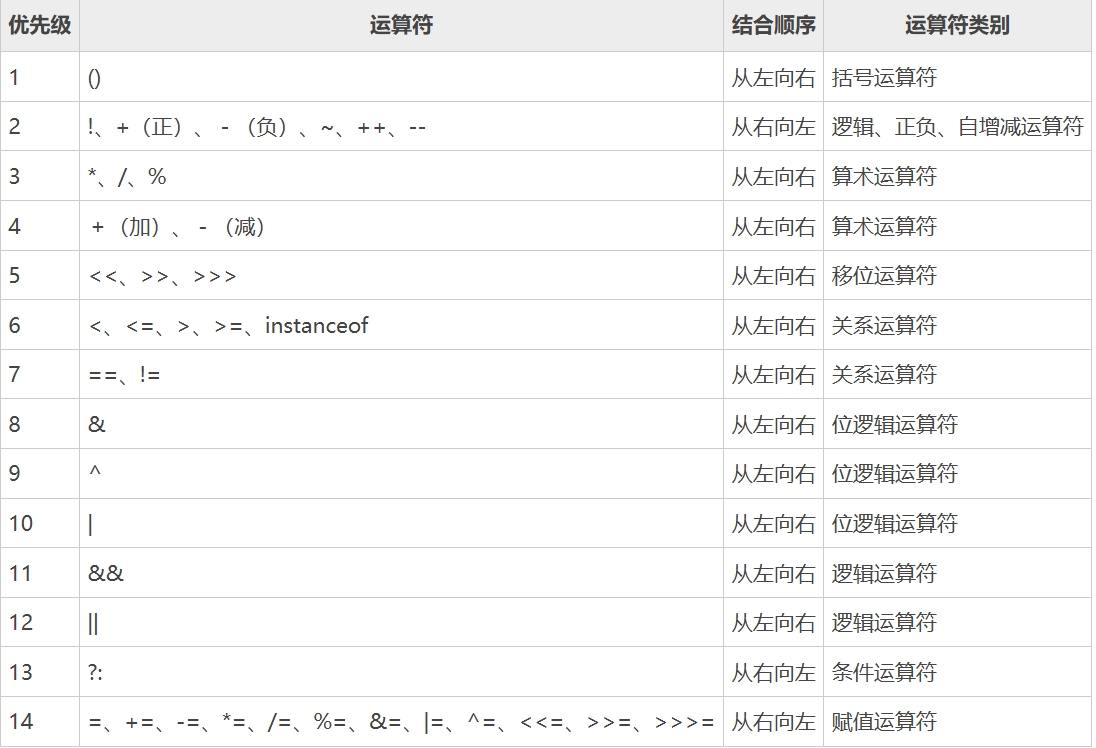 优先级 运算符 结合顺序 运算符类别
1 () 从左向右 括号运算符
2 !、+（正）、-（负）、~、++、-- 从右向左 逻辑、正负、自增减运算符
3 *、/、% 从左向右 算术运算符
4 +（加）、-（减） 从左向右 算术运算符
5 <<、>>、>>> 从左向右 移位运算符
6 <、<=、>、>=、instanceof 从左向右 关系运算符
7 ==、!= 从左向右 关系运算符
8 & 从左向右 位逻辑运算符
9 ^ 从左向右 位逻辑运算符
10 | 从左向右 位逻辑运算符
11 && 从左向右 逻辑运算符
12 || 从左向右 逻辑运算符
13 ?: 从右向左 条件运算符
14 =、+=、-=、*=、/=、%=、&=、|=、^=、<<=、>>=、>>>= 从右向左 赋值运算符